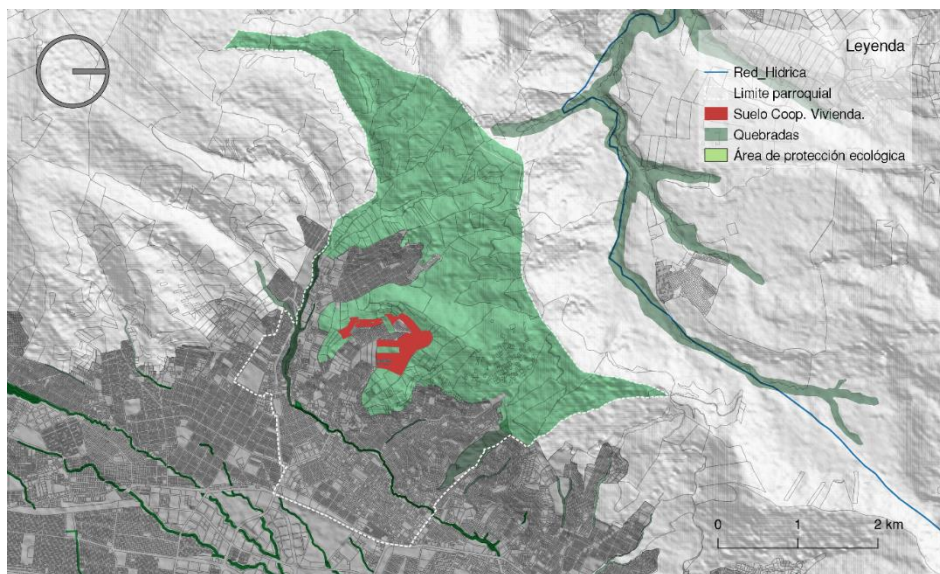 Leyenda
Red_Hidrica
Limite parroquial
Suelo Coop. Vivienda.
Quebradas
Área de protección ecológica
0 1 2 km